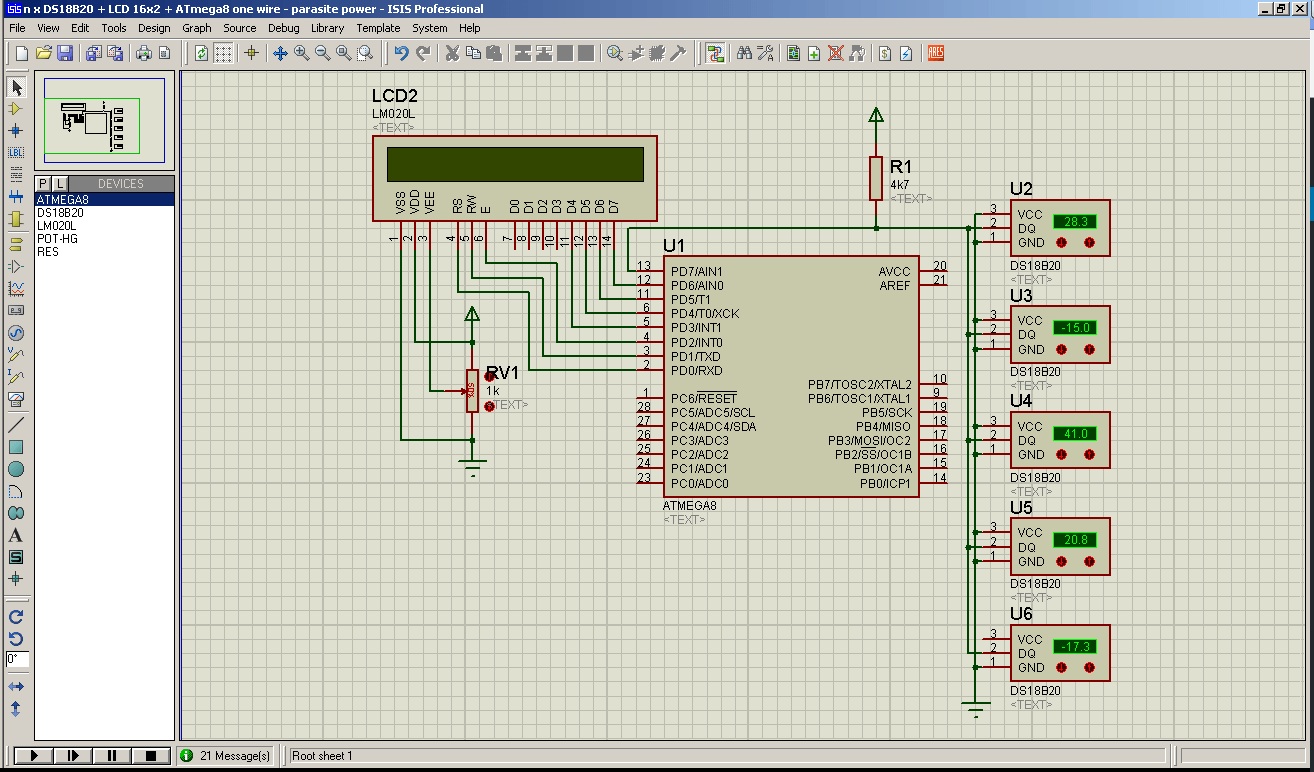 isis n x DS18B20 + LCD 16x2 + ATmega8 one wire - parasite power - ISIS Professional
File View Edit Tools Design Graph Source Debug Library Template System Help
ARES
LBL
A
S
0°
P L DEVICES
ATMEGA8
DS18B20
LM020L
POT-HG
RES
LCD2
LM020L
<TEXT>
VSS VDD VEE RS RW E D0 D1 D2 D3 D4 D5 D6 D7
1 2 3 4 5 6 7 8 9 10 11 12 13 14
R1
4k7
<TEXT>
RV1
1k
<TEXT>
50%
U1
13 PD7/AIN1
12 PD6/AIN0
11 PD5/T1
6 PD4/T0/XCK
5 PD3/INT1
4 PD2/INT0
3 PD1/TXD
2 PD0/RXD
1 PC6/RESET
28 PC5/ADC5/SCL
27 PC4/ADC4/SDA
26 PC3/ADC3
25 PC2/ADC2
24 PC1/ADC1
23 PC0/ADC0
AVCC 20
AREF 21
PB7/TOSC2/XTAL2 10
PB6/TOSC1/XTAL1 9
PB5/SCK 19
PB4/MISO 18
PB3/MOSI/OC2 17
PB2/SS/OC1B 16
PB1/OC1A 15
PB0/ICP1 14
ATMEGA8
<TEXT>
U2
3 VCC
2 DQ 28.3
1 GND
DS18B20
<TEXT>
U3
3 VCC
2 DQ -15.0
1 GND
DS18B20
<TEXT>
U4
3 VCC
2 DQ 41.0
1 GND
DS18B20
<TEXT>
U5
3 VCC
2 DQ 20.8
1 GND
DS18B20
<TEXT>
U6
3 VCC
2 DQ -17.3
1 GND
DS18B20
<TEXT>
21 Message(s) Root sheet 1